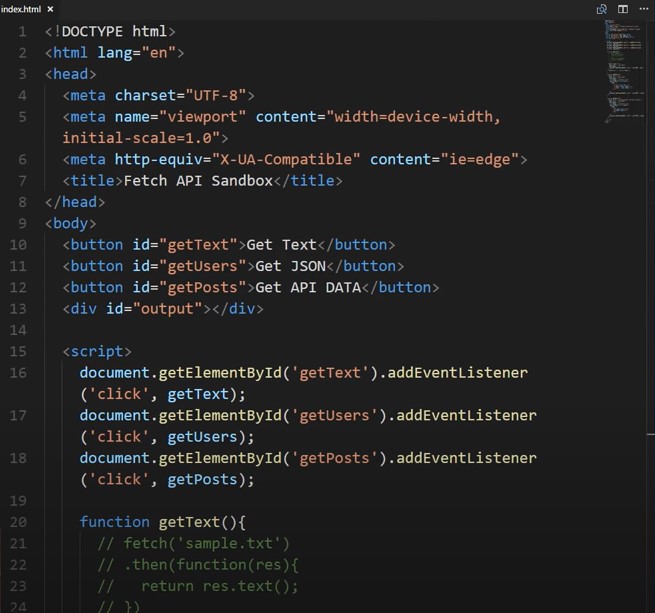 index.html ×
1 <!DOCTYPE html>
2 <html lang="en">
3 <head>
4 <meta charset="UTF-8">
5 <meta name="viewport" content="width=device-width,
initial-scale=1.0">
6 <meta http-equiv="X-UA-Compatible" content="ie=edge">
7 <title>Fetch API Sandbox</title>
8 </head>
9 <body>
10 <button id="getText">Get Text</button>
11 <button id="getUsers">Get JSON</button>
12 <button id="getPosts">Get API DATA</button>
13 <div id="output"></div>
14
15 <script>
16 document.getElementById('getText').addEventListener
('click', getText);
17 document.getElementById('getUsers').addEventListener
('click', getUsers);
18 document.getElementById('getPosts').addEventListener
('click', getPosts);
19
20 function getText(){
21 // fetch('sample.txt')
22 // .then(function(res){
23 // return res.text();
24 // })